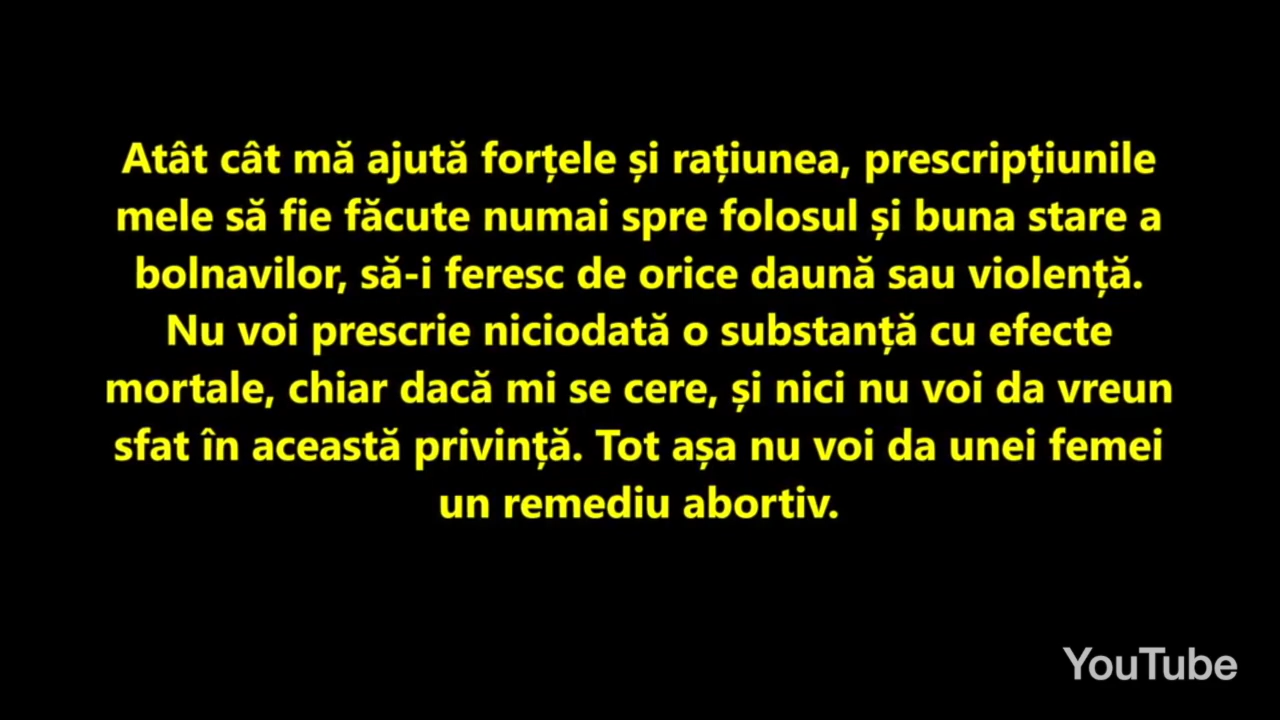 Atât cât mă ajută forțele și rațiunea, prescripțiunile
mele să fie făcute numai spre folosul și buna stare a
bolnavilor, să-i feresc de orice daună sau violență.
Nu voi prescrie niciodată o substanță cu efecte
mortale, chiar dacă mi se cere, și nici nu voi da vreun
sfat în această privință. Tot așa nu voi da unei femei
un remediu abortiv.
YouTube